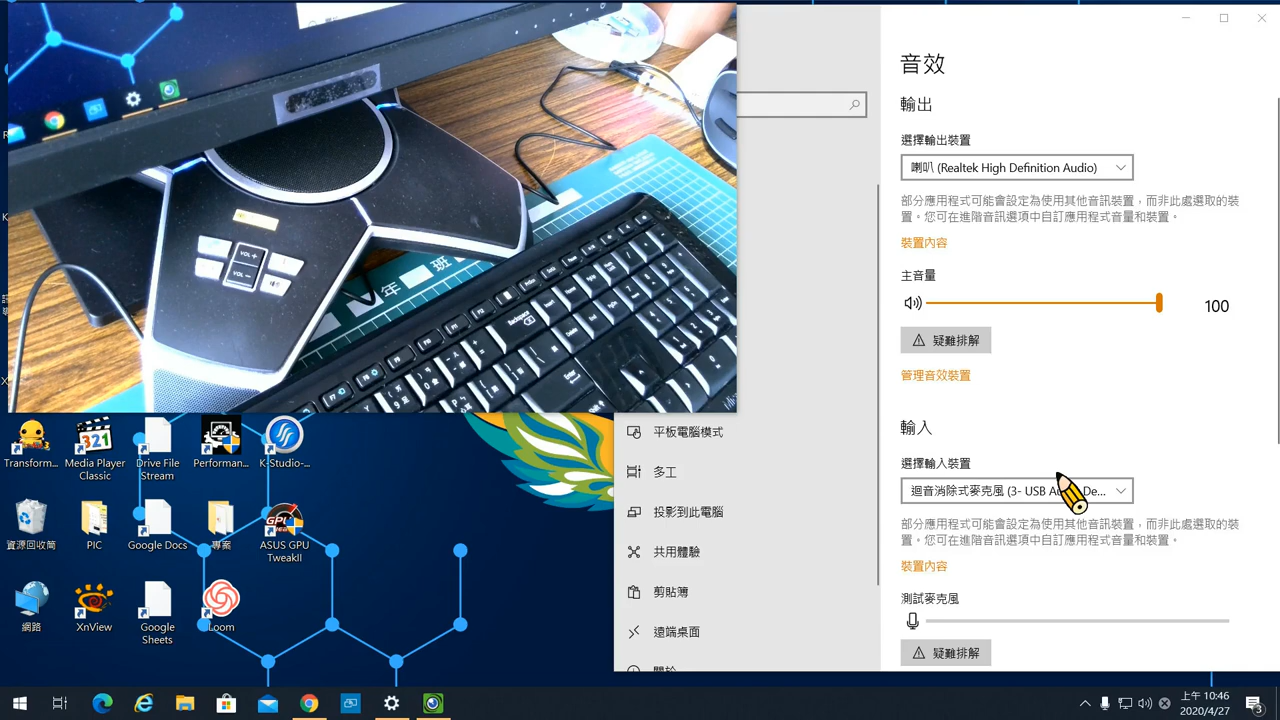 VOL +
VOL −
年
班
Backspace
音效
輸出
選擇輸出裝置
喇叭 (Realtek High Definition Audio)
部分應用程式可能會設定為使用其他音訊裝置，而非此處選取的裝
置。您可在進階音訊選項中自訂應用程式音量和裝置。
裝置內容
主音量
100
疑難排解
管理音效裝置
輸入
選擇輸入裝置
迴音消除式麥克風 (3- USB
De...
部分應用程式可能會設定為使用其他音訊裝置，而非此處選取的裝
置。您可在進階音訊選項中自訂應用程式音量和裝置。
裝置內容
測試麥克風
疑難排解
平板電腦模式
多工
投影到此電腦
共用體驗
剪貼簿
遠端桌面
Transform...
Media Player
Classic
Drive File
Stream
Performan...
K-Studio-...
資源回收筒
PIC
Google Docs
專案
ASUS GPU
TweakII
網路
XnView
Google
Sheets
Loom
上午 10:46
2020/4/27
3